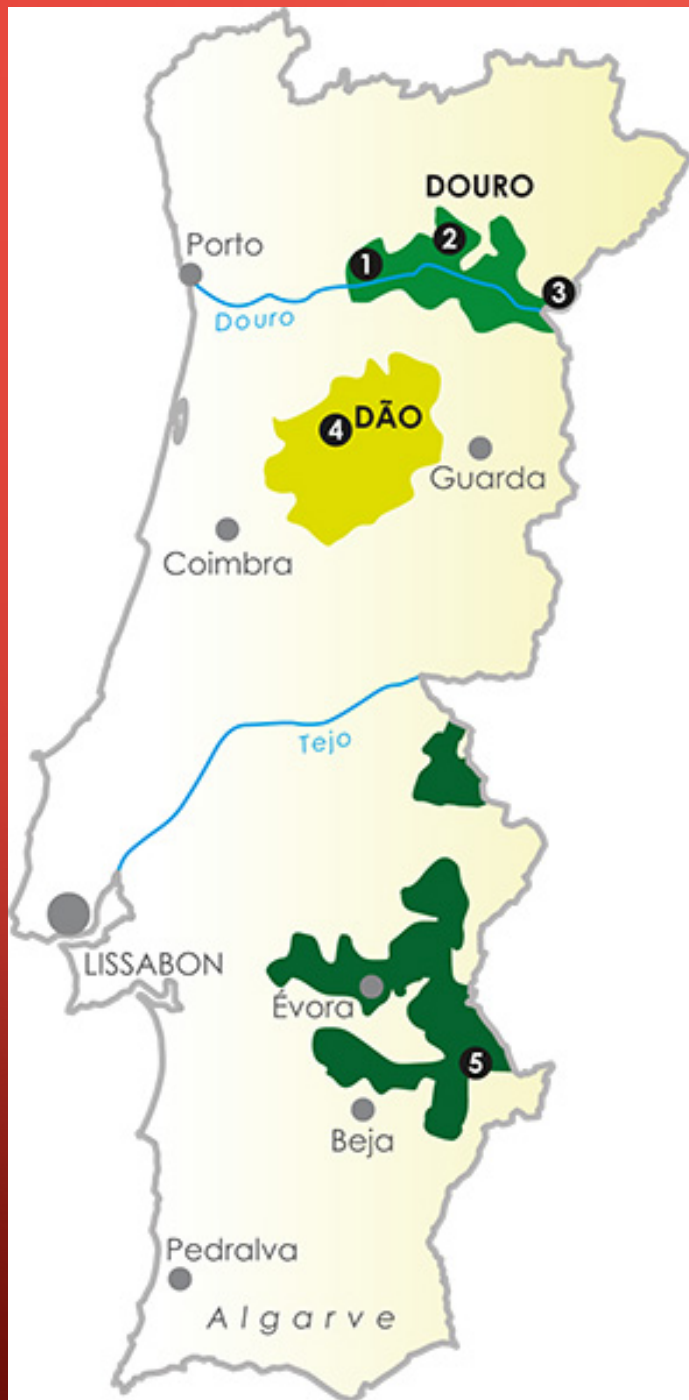 DOURO
2
Porto
1
3
Douro
4 DÃO
Guarda
Coimbra
Tejo
LISSABON
Évora
5
Beja
Pedralva
Algarve